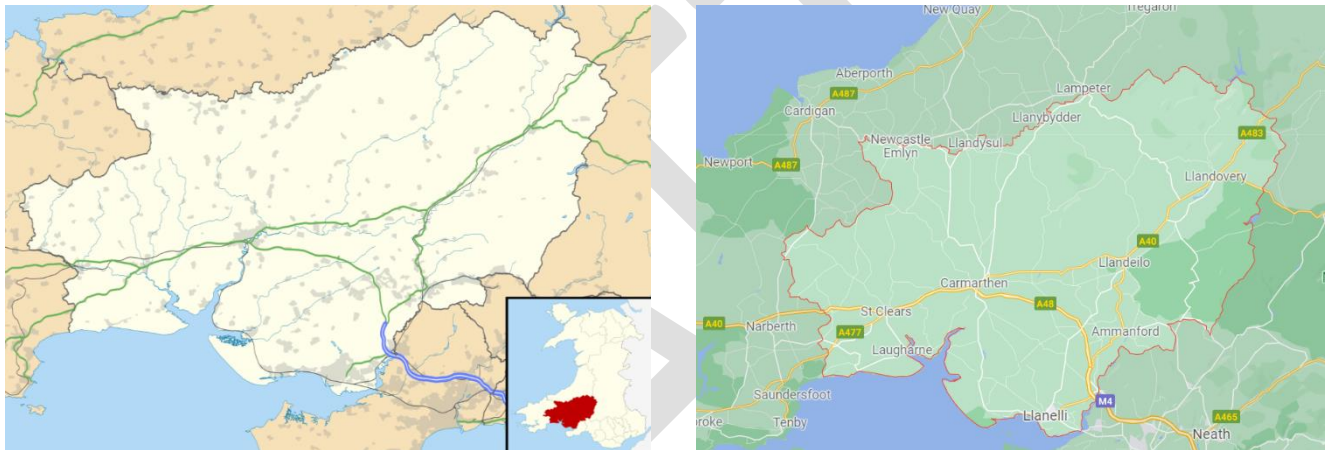 New Quay
Tregaron
Aberporth
A487
Cardigan
Lampeter
Llanybydder
Newcastle
Emlyn
Llandysul
A483
Newport
A487
Llandovery
A40
Llandeilo
Carmarthen
A48
St Clears
A40
Narberth
A477
Ammanford
Laugharne
Saundersfoot
M4
Llanelli
A465
broke
Tenby
Neath